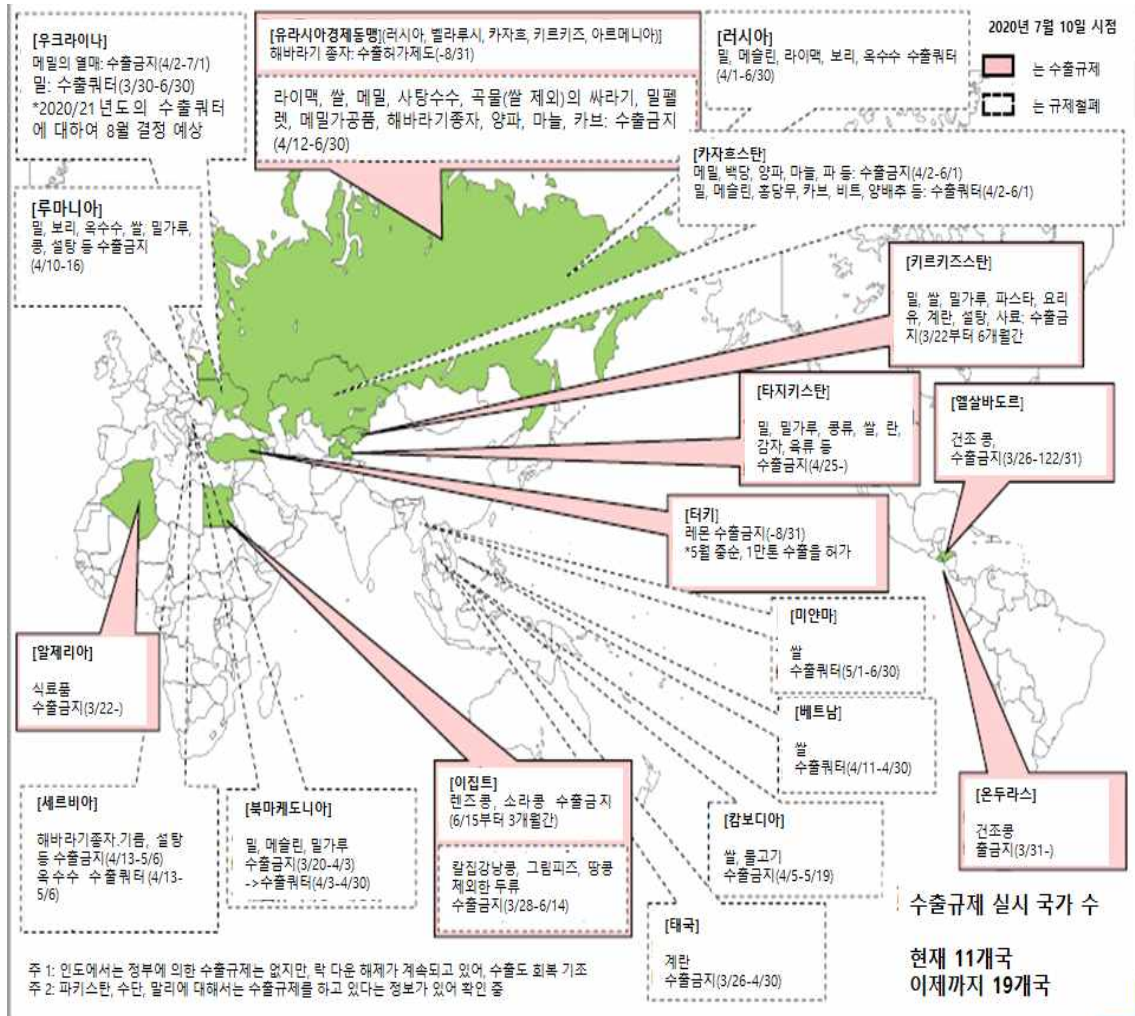 2020년 7월 10일 시점
는 수출규제
는 규제철폐
[우크라이나]
메밀의 열매: 수출금지(4/2-7/1)
밀: 수출쿼터(3/30-6/30)
*2020/21년도의 수출쿼터
에 대하여 8월 결정 예상
[유라시아경제동맹](러시아, 벨라루시, 카자흐, 키르키즈, 아르메니아)]
해바라기 종자: 수출허가제도(-8/31)
라이맥, 쌀, 메밀, 사탕수수, 곡물(쌀 제외)의 싸라기, 밀펠
렛, 메밀가공품, 해바라기종자, 양파, 마늘, 카브: 수출금지
(4/12-6/30)
[러시아]
밀, 메슬린, 라이맥, 보리, 옥수수 수출쿼터
(4/1-6/30)
[카자흐스탄]
메밀, 백당, 양파, 마늘, 파 등: 수출금지(4/2-6/1)
밀, 메슬린, 홍당무, 카브, 비트, 양배추 등: 수출쿼터(4/2-6/1)
[루마니아]
밀, 보리, 옥수수, 쌀, 밀가루,
콩, 설탕 등 수출금지
(4/10-16)
[키르키즈스탄]
밀, 쌀, 밀가루, 파스타, 요리
유, 계란, 설탕, 사료: 수출금
지(3/22부터 6개월간
[타지키스탄]
밀, 밀가루, 콩류, 쌀, 란,
감자, 육류 등
수출금지(4/25-)
[엘살바도르]
건조 콩,
수출금지(3/26-122/31)
[터키]
레몬 수출금지(-8/31)
*5월 중순, 1만톤 수출을 허가
[미얀마]
쌀
수출쿼터(5/1-6/30)
[베트남]
쌀
수출쿼터(4/11-4/30)
[알제리아]
식료품
수출금지(3/22-)
[세르비아]
해바라기종자.기름, 설탕
등 수출금지(4/13-5/6)
옥수수 수출쿼터(4/13-
5/6)
[북마케도니아]
밀, 메슬린, 밀가루
수출금지(3/20-4/3)
->수출쿼터(4/3-4/30)
[이집트]
렌즈콩, 소라콩 수출금지
(6/15부터 3개월간)
칼집강낭콩, 그림피즈, 땅콩
제외한 두류
수출금지(3/28-6/14)
[캄보디아]
쌀, 물고기
수출금지(4/5-5/19)
[태국]
계란
수출금지(3/26-4/30)
[온두라스]
건조콩
출금지(3/31-)
수출규제 실시 국가 수
현재 11개국
이제까지 19개국
주 1: 인도에서는 정부에 의한 수출규제는 없지만, 락 다운 해제가 계속되고 있어, 수출도 회복 기조
주 2: 파키스탄, 수단, 말리에 대해서는 수출규제를 하고 있다는 정보가 있어 확인 중